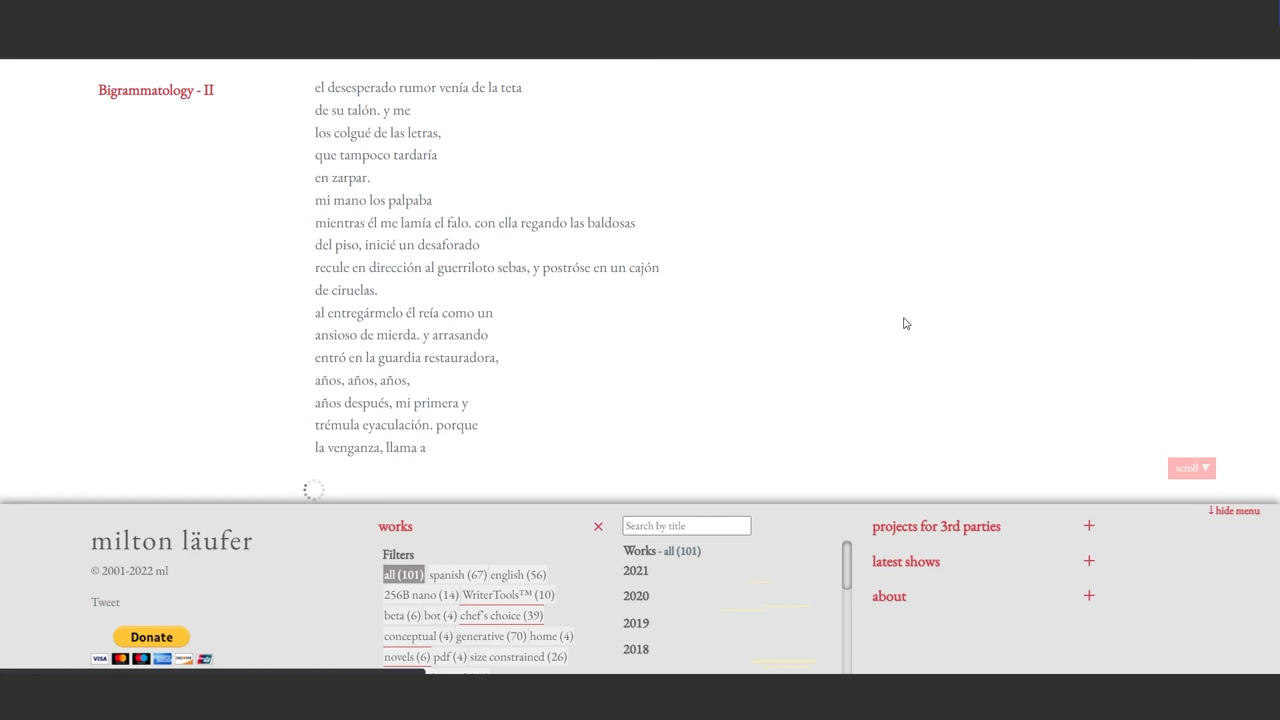 Bigrammatology - II
el desesperado rumor venía de la teta
de su talón. y me
los colgué de las letras,
que tampoco tardaría
en zarpar.
mi mano los palpaba
mientras él me lamía el falo. con ella regando las baldosas
del piso, inicié un desaforado
recule en dirección al guerriloto sebas, y postróse en un cajón
de ciruelas.
al entregármelo él reía como un
ansioso de mierda. y arrasando
entró en la guardia restauradora,
años, años, años,
años después, mi primera y
trémula eyaculación. porque
la venganza, llama a
scroll ▼
↓ hide menu
milton läufer
© 2001-2022 ml
Tweet
Donate
VISA
works ×
Filters
all (101) spanish (67) english (56)
256B nano (14) WriterTools™ (10)
beta (6) bot (4) chef's choice (39)
conceptual (4) generative (70) home (4)
novels (6) pdf (4) size constrained (26)
Search by title
Works - all (101)
2021
2020
2019
2018
projects for 3rd parties +
latest shows +
about +